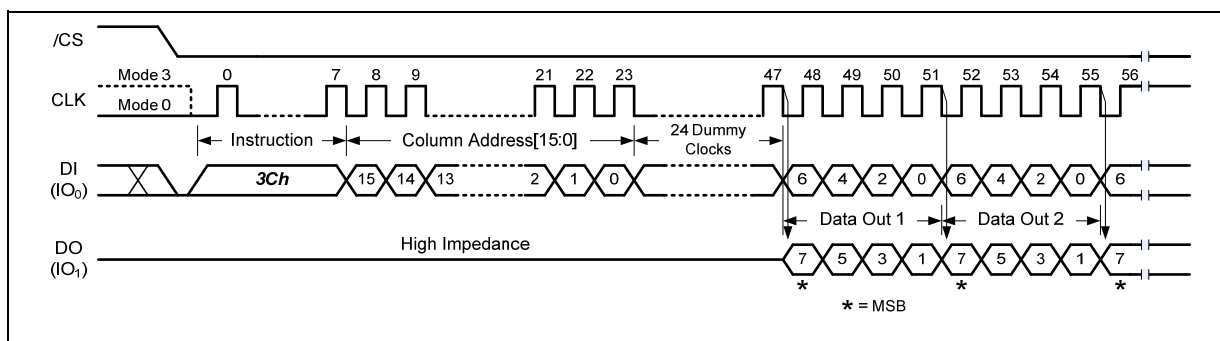 /CS
Mode 3 0 7 8 9 21 22 23 47 48 49 50 51 52 53 54 55 56
CLK
Mode 0
Instruction Column Address[15:0] 24 Dummy Clocks
DI
(IO0)
3Ch 15 14 13 2 1 0 6 4 2 0 6 4 2 0 6
Data Out 1 Data Out 2
DO
(IO1)
High Impedance 7 5 3 1 7 5 3 1 7
* * *
* = MSB